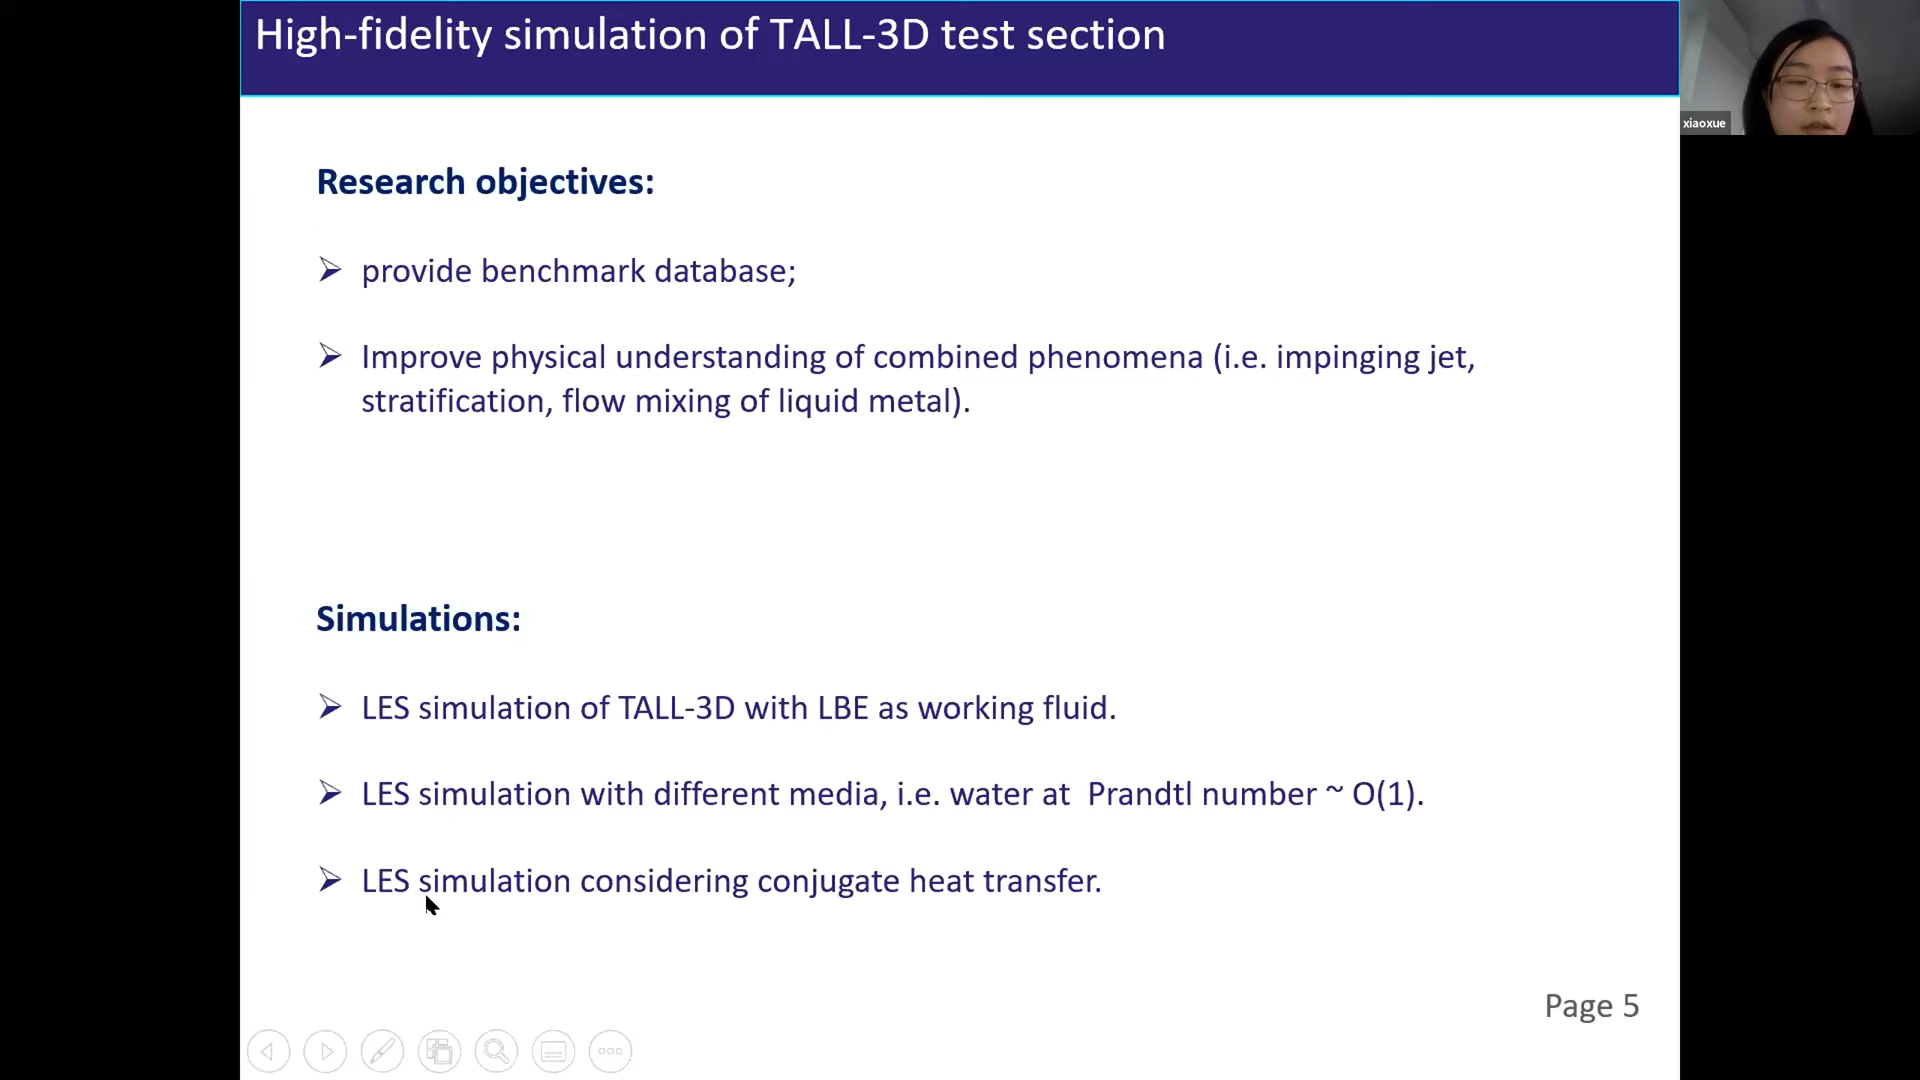 High-fidelity simulation of TALL-3D test section
xiaoxue
Research objectives:
provide benchmark database;
Improve physical understanding of combined phenomena (i.e. impinging jet,
stratification, flow mixing of liquid metal).
Simulations:
LES simulation of TALL-3D with LBE as working fluid.
LES simulation with different media, i.e. water at  Prandtl number ~ O(1).
LES simulation considering conjugate heat transfer.
Page 5